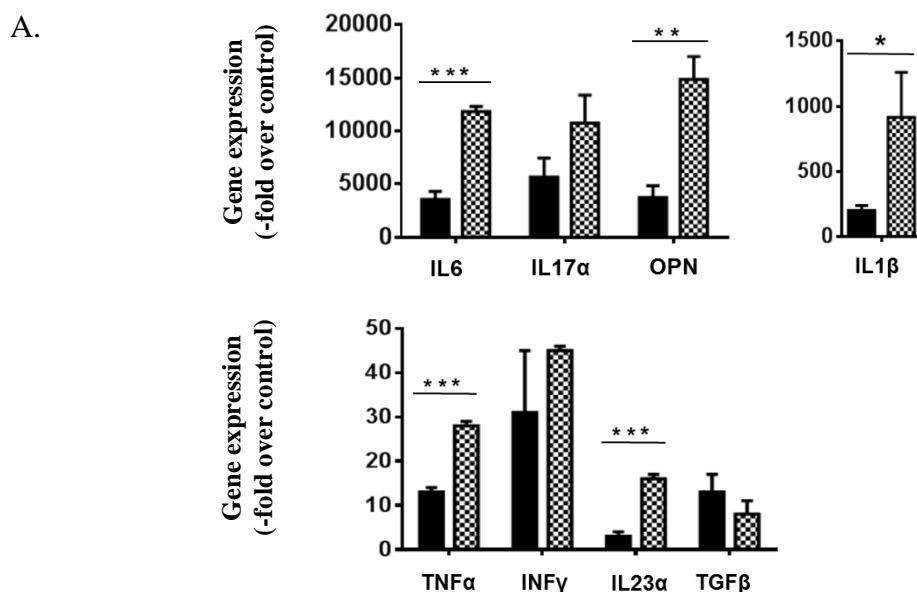 A.
Gene expression
(-fold over control)
20000
15000
10000
5000
0
***
**
IL6 IL17α OPN
1500
1000
500
0
*
IL1β
Gene expression
(-fold over control)
50
40
30
20
10
0
***
***
TNFα INFγ IL23α TGFβ